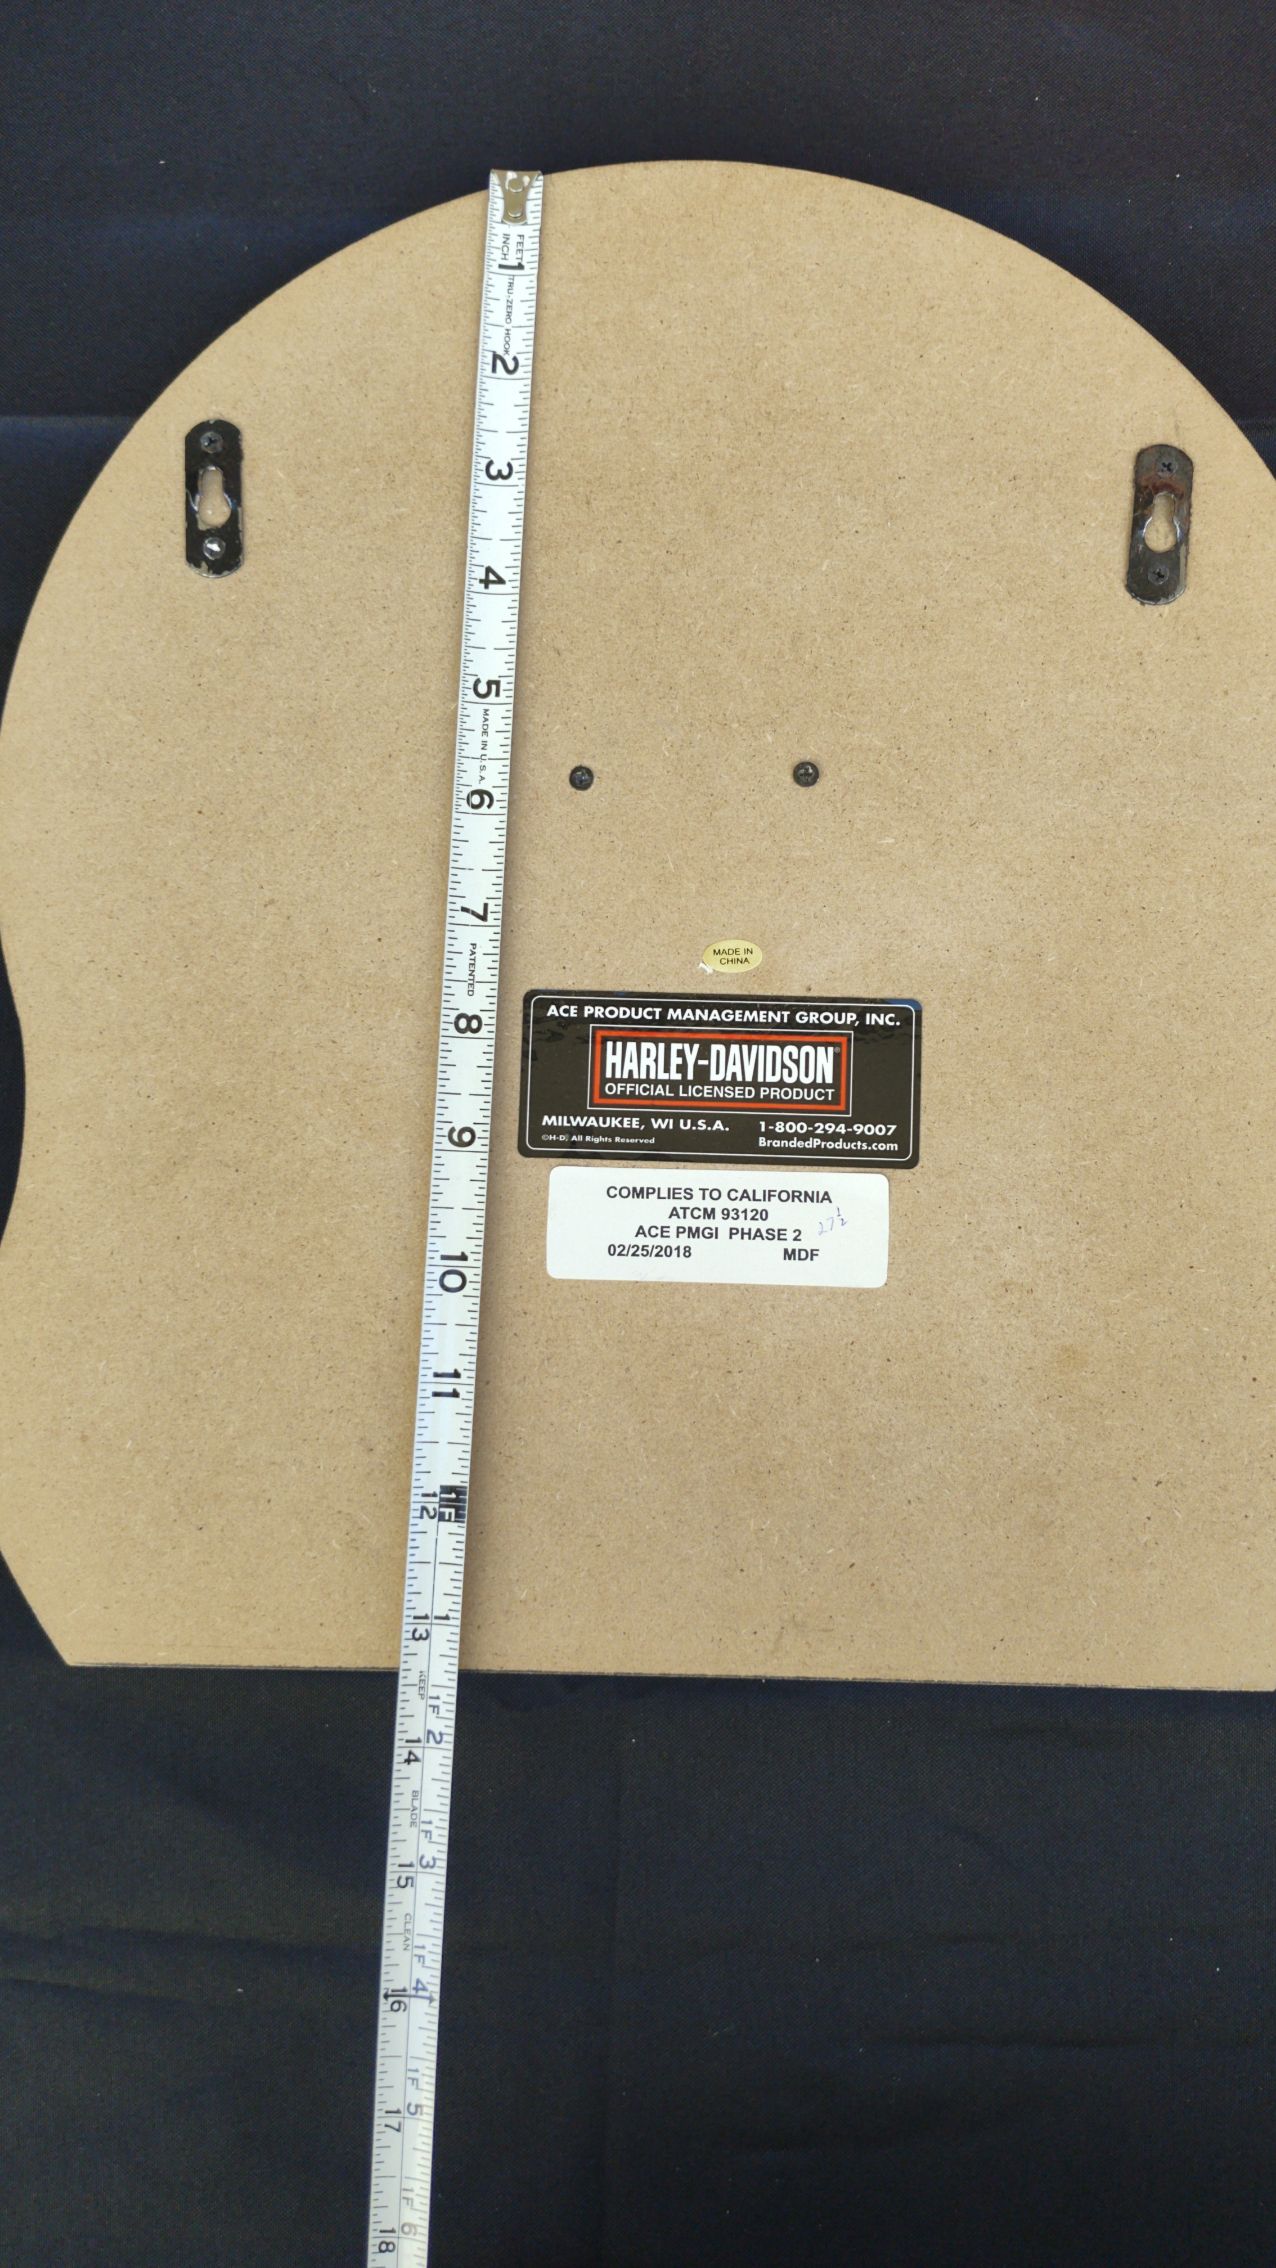 FEET
INCH
1
TRU-ZERO HOOK
2
3
4
5
MADE IN U.S.A.
6
7
PATENTED
8
9
10
11
12 1F
13 1
KEEP
1F
14 2
BLADE
1F
15 3
CLEAN
1F
16 4
1F
17 5
1F
18 6
MADE IN
CHINA
ACE PRODUCT MANAGEMENT GROUP, INC.
HARLEY-DAVIDSON®
OFFICIAL LICENSED PRODUCT
MILWAUKEE, WI U.S.A. 1-800-294-9007
©H-D. All Rights Reserved BrandedProducts.com
COMPLIES TO CALIFORNIA
ATCM 93120
ACE PMGI PHASE 2 27 1/2
02/25/2018 MDF